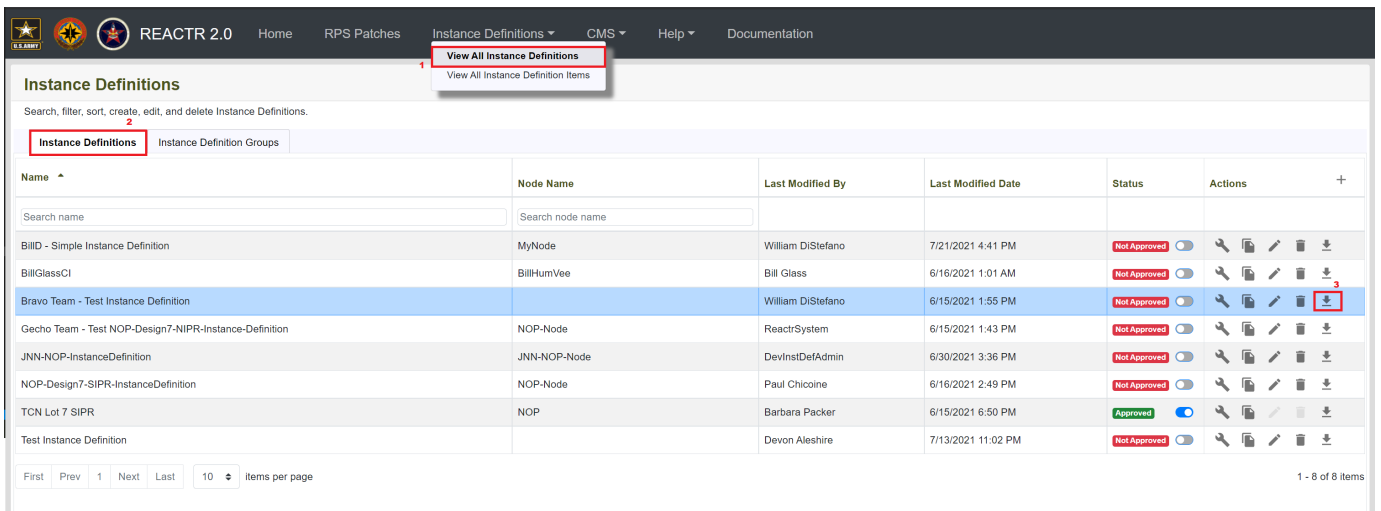 U.S.ARMY REACTR 2.0 Home RPS Patches Instance Definitions CMS Help Documentation
1 View All Instance Definitions
View All Instance Definition Items
Instance Definitions
Search, filter, sort, create, edit, and delete Instance Definitions.
2
Instance Definitions Instance Definition Groups
Name Node Name Last Modified By Last Modified Date Status Actions +
Search name Search node name
BillD - Simple Instance Definition MyNode William DiStefano 7/21/2021 4:41 PM Not Approved
BillGlassCI BillHumVee Bill Glass 6/16/2021 1:01 AM Not Approved
3
Bravo Team - Test Instance Definition William DiStefano 6/15/2021 1:55 PM Not Approved
Gecho Team - Test NOP-Design7-NIPR-Instance-Definition NOP-Node ReactrSystem 6/15/2021 1:43 PM Not Approved
JNN-NOP-InstanceDefinition JNN-NOP-Node DevInstDefAdmin 6/30/2021 3:36 PM Not Approved
NOP-Design7-SIPR-InstanceDefinition NOP-Node Paul Chicoine 6/16/2021 2:49 PM Not Approved
TCN Lot 7 SIPR NOP Barbara Packer 6/15/2021 6:50 PM Approved
Test Instance Definition Devon Aleshire 7/13/2021 11:02 PM Not Approved
First Prev 1 Next Last 10 items per page 1 - 8 of 8 items